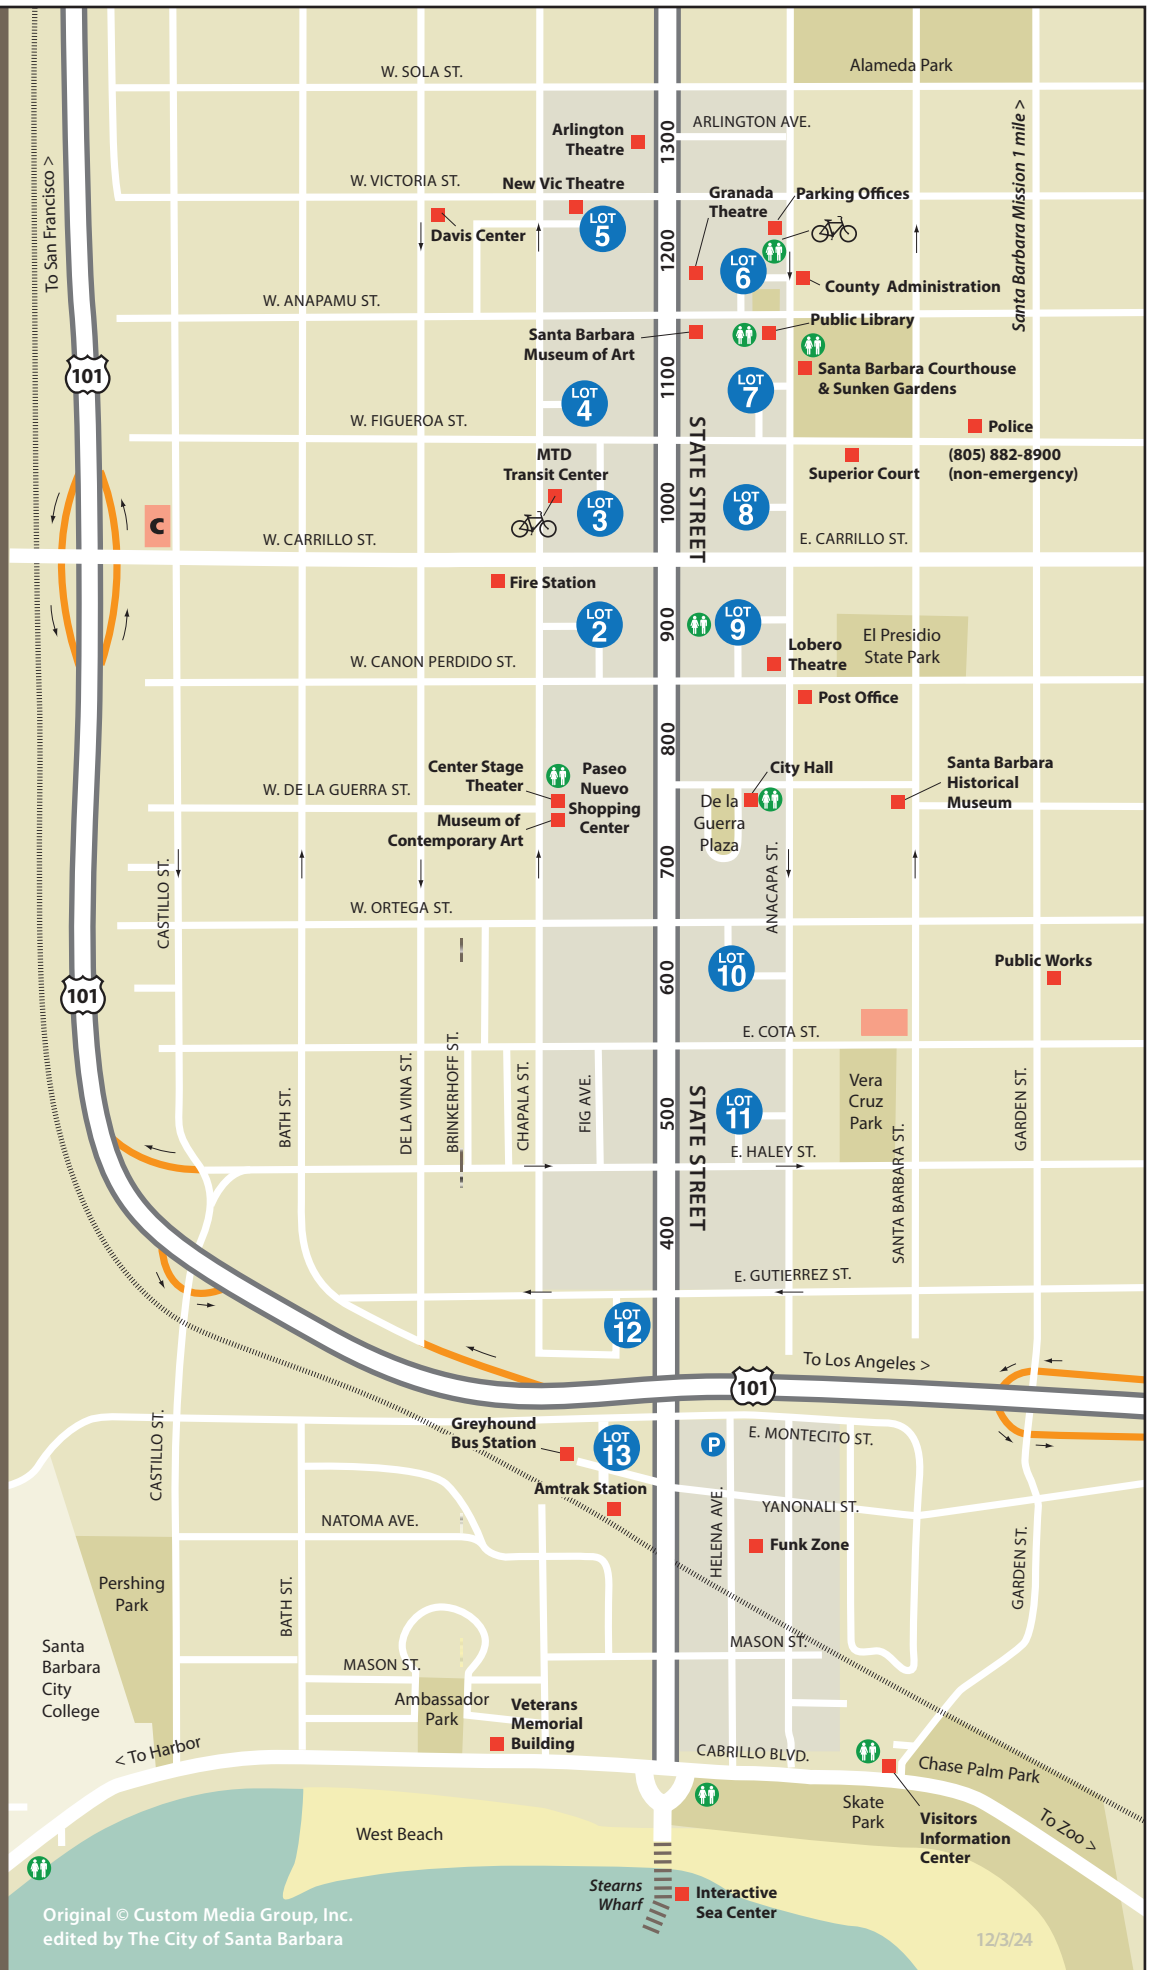 W. SOLA ST.
Alameda Park
ARLINGTON AVE.
Arlington
Theatre
1300
Santa Barbara Mission 1 mile >
To San Francisco >
W. VICTORIA ST.
New Vic Theatre
Granada
Theatre
Parking Offices
LOT
5
Davis Center
1200
LOT
6
County Administration
W. ANAPAMU ST.
Public Library
Santa Barbara
Museum of Art
101
1100
Santa Barbara Courthouse
& Sunken Gardens
LOT
7
LOT
4
W. FIGUEROA ST.
STATE STREET
Police
(805) 882-8900
(non-emergency)
MTD
Transit Center
Superior Court
1000
LOT
3
LOT
8
C
W. CARRILLO ST.
E. CARRILLO ST.
Fire Station
LOT
2
900
LOT
9
El Presidio
State Park
Lobero
Theatre
W. CANON PERDIDO ST.
Post Office
800
Center Stage
Theater
Paseo
Nuevo
Shopping
Center
City Hall
Santa Barbara
Historical
Museum
W. DE LA GUERRA ST.
De la
Guerra
Plaza
Museum of
Contemporary Art
700
ANACAPA ST.
CASTILLO ST.
W. ORTEGA ST.
LOT
10
600
Public Works
101
E. COTA ST.
BATH ST.
DE LA VINA ST.
BRINKERHOFF ST.
CHAPALA ST.
FIG AVE.
500
STATE STREET
LOT
11
Vera
Cruz
Park
GARDEN ST.
SANTA BARBARA ST.
E. HALEY ST.
400
E. GUTIERREZ ST.
LOT
12
To Los Angeles >
101
CASTILLO ST.
Greyhound
Bus Station
LOT
13
P
E. MONTECITO ST.
Amtrak Station
YANONALI ST.
NATOMA AVE.
HELENA AVE.
Funk Zone
GARDEN ST.
Pershing
Park
BATH ST.
Santa
Barbara
City
College
MASON ST.
MASON ST.
Ambassador
Park
Veterans
Memorial
Building
< To Harbor
CABRILLO BLVD.
Chase Palm Park
Skate
Park
To Zoo >
Visitors
Information
Center
West Beach
Stearns
Wharf
Interactive
Sea Center
Original © Custom Media Group, Inc.
edited by The City of Santa Barbara
12/3/24